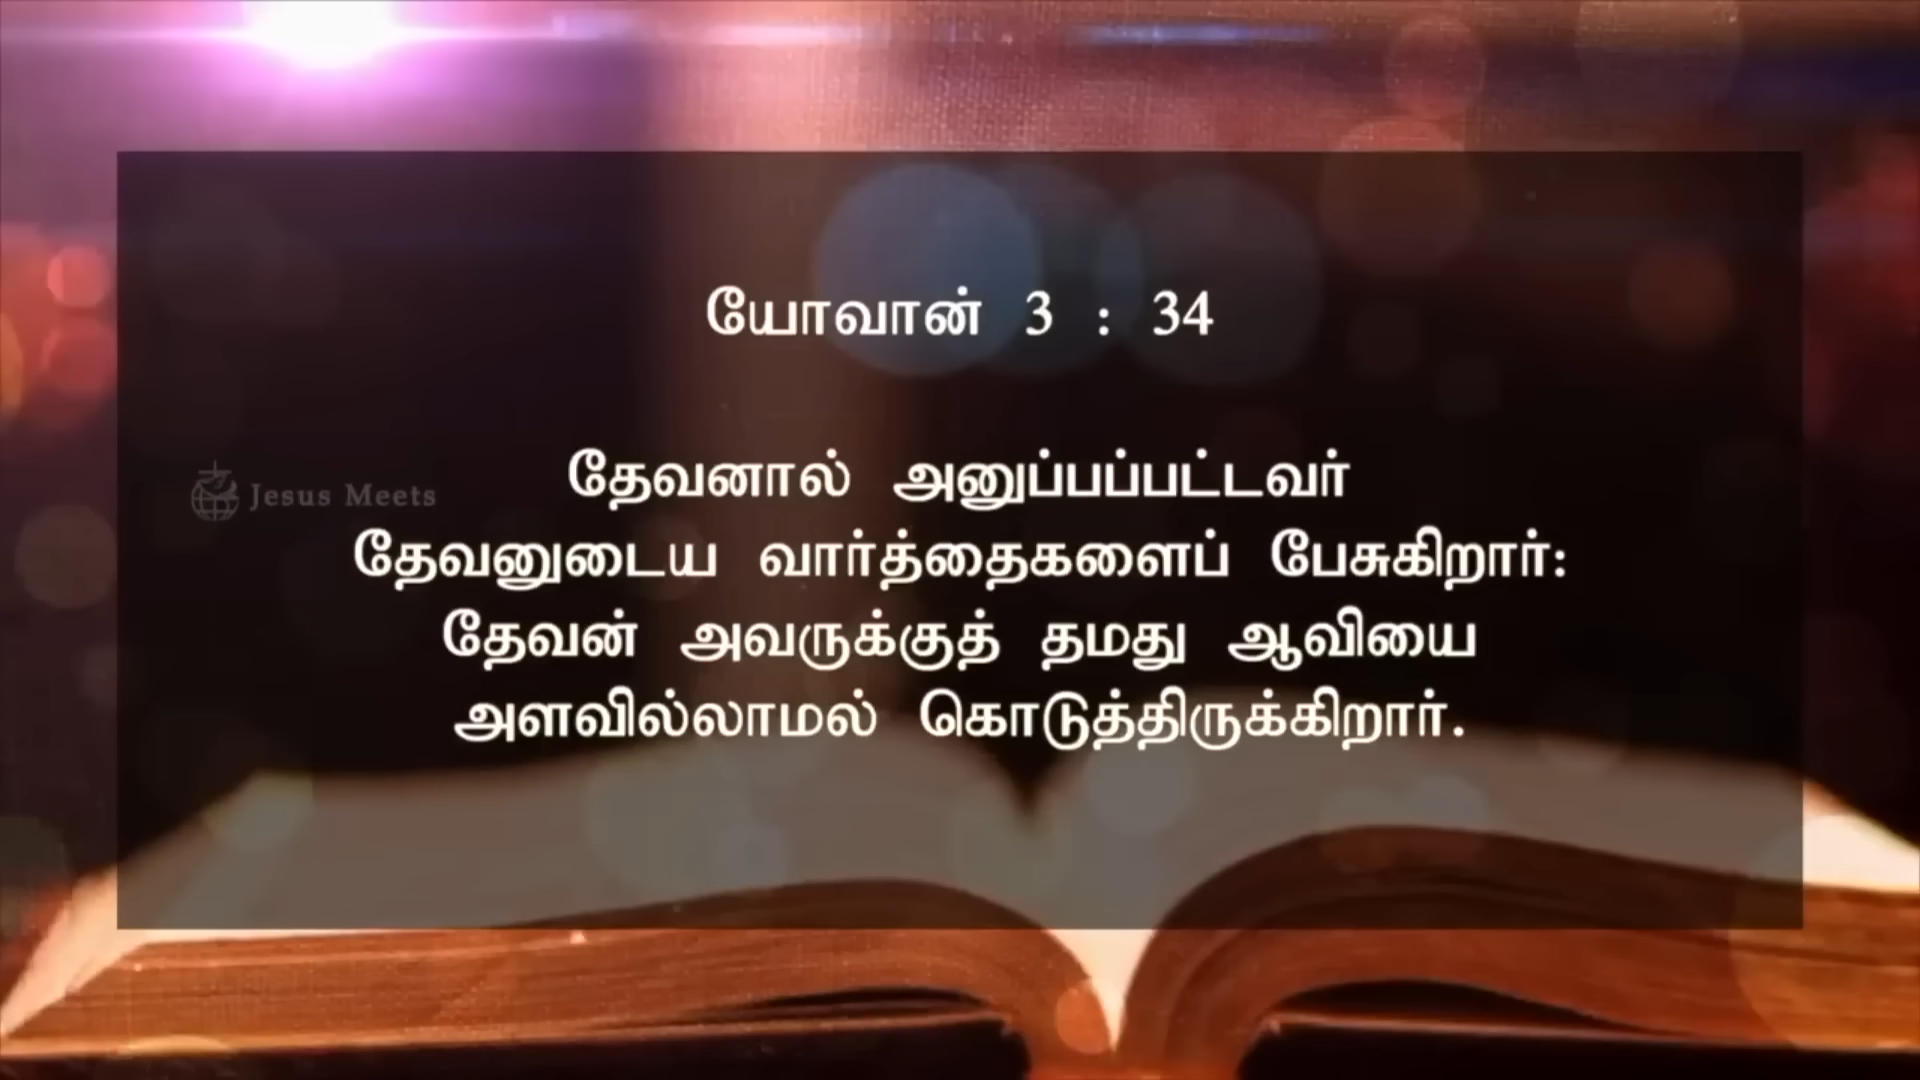 யோவான் 3 : 34
தேவனால் அனுப்பப்பட்டவர்
Jesus Meets
தேவனுடைய வார்த்தைகளைப் பேசுகிறார்:
தேவன் அவருக்குத் தமது ஆவியை
அளவில்லாமல் கொடுத்திருக்கிறார்.